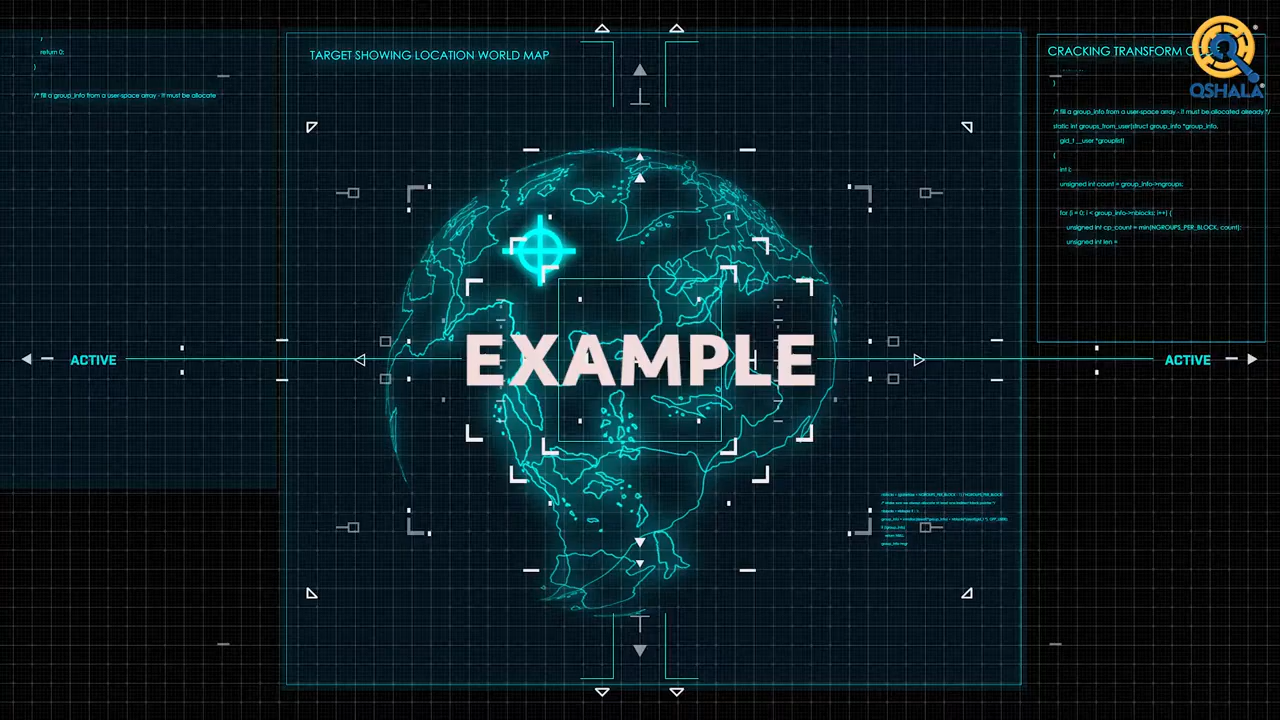 return 0;
}
/* fill a group_info from a user-space array - It must be allocate
TARGET SHOWING LOCATION WORLD MAP
CRACKING TRANSFORM
QSHALA
}
/* fill a group_info from a user-space array - It must be allocated already */
static int groups_from_user(struct group_info *group_info,
gid_t __user *grouplist)
{
int i;
unsigned int count = group_info->ngroups;
for (i = 0; i < group_info->nblocks; i++) {
unsigned int cp_count = min(NGROUPS_PER_BLOCK, count);
unsigned int len =
ACTIVE
EXAMPLE
ACTIVE